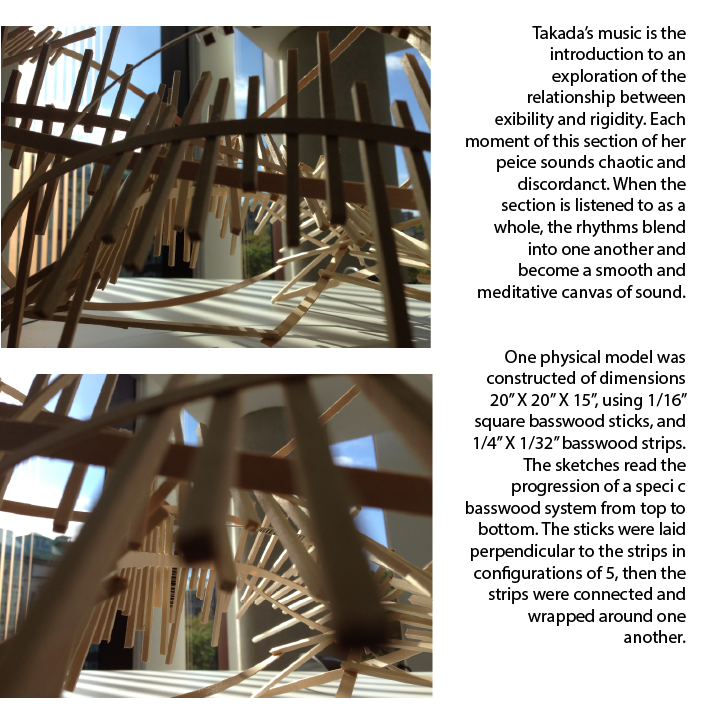 Takada's music is the
introduction to an
exploration of the
relationship between
exibility and rigidity. Each
moment of this section of her
peice sounds chaotic and
discordanct. When the
section is listened to as a
whole, the rhythms blend
into one another and
become a smooth and
meditative canvas of sound.
One physical model was
constructed of dimensions
20” X 20” X 15”, using 1/16”
square basswood sticks, and
1/4” X 1/32” basswood strips.
The sketches read the
progression of a speci c
basswood system from top to
bottom. The sticks were laid
perpendicular to the strips in
configurations of 5, then the
strips were connected and
wrapped around one
another.